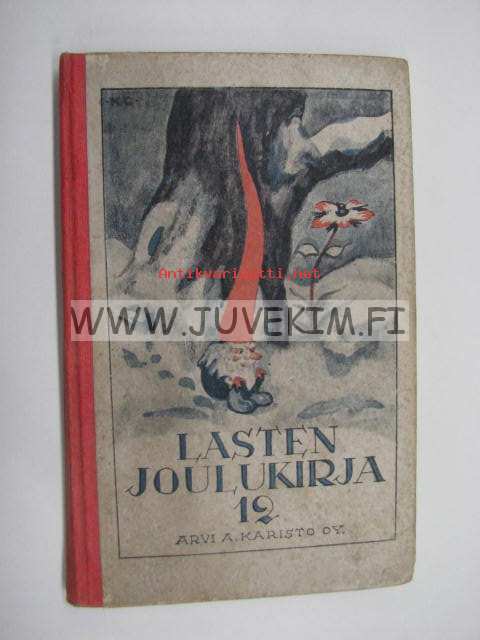 K.C.
Antikvariaatti.net
WWW.JUVEKIM.FI
LASTEN
JOULUKIRJA
12
ARVI A. KARISTO OY.